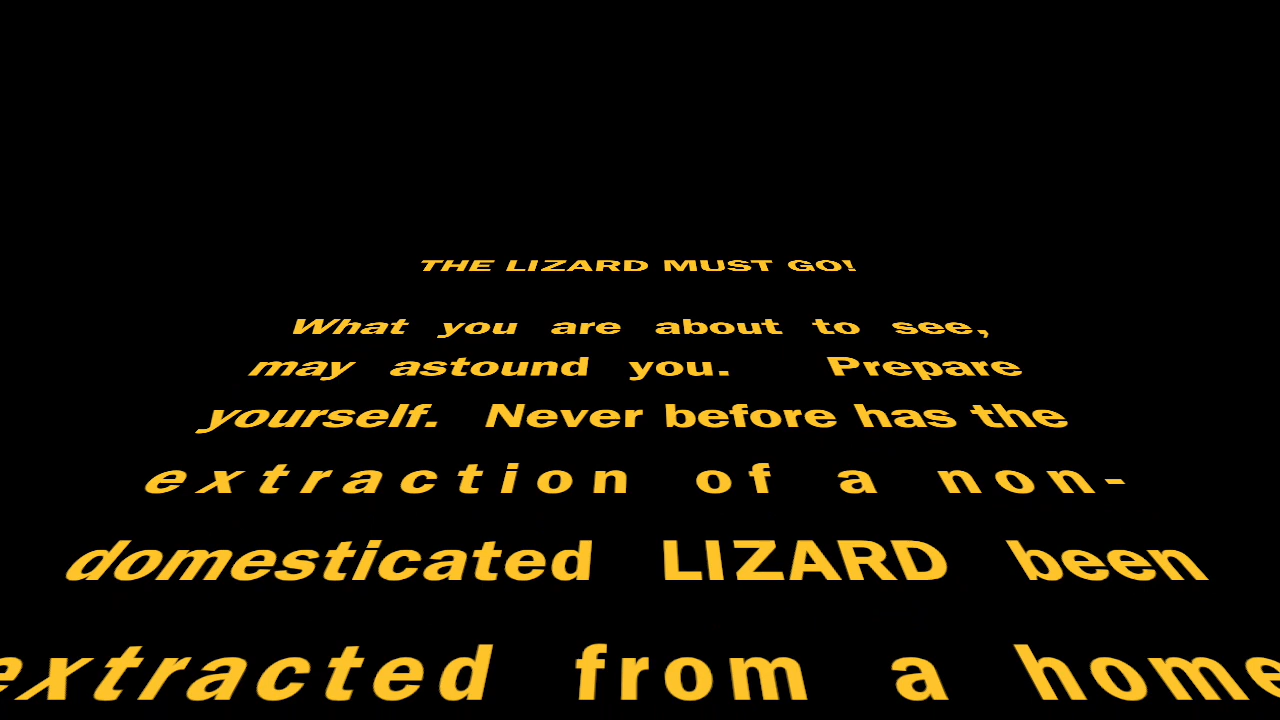 THE LIZARD MUST GO!
What you are about to see,
may astound you. Prepare
yourself. Never before has the
extraction of a non-
domesticated LIZARD been
extracted from a home